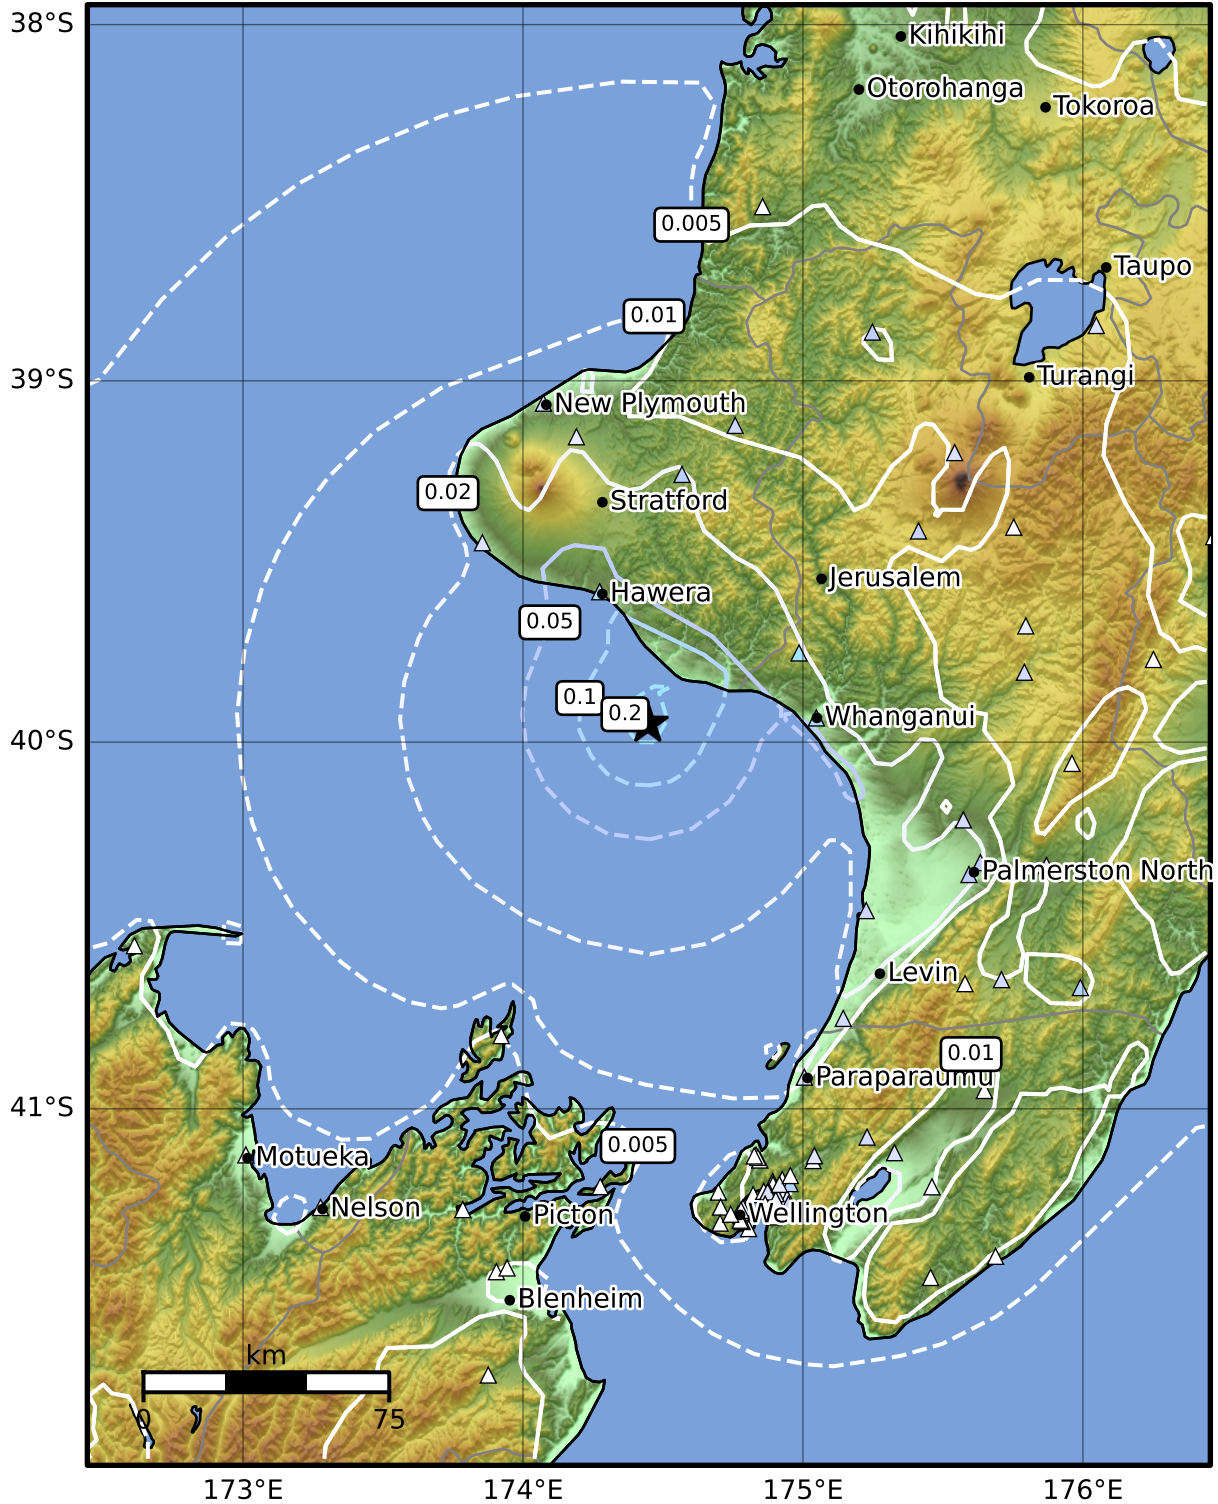 38°S
Kihikihi
Otorohanga
Tokoroa
0.005
Taupo
0.01
39°S
Turangi
New Plymouth
0.02
Stratford
Jerusalem
Hawera
0.05
0.1
0.2
Whanganui
40°S
Palmerston North
Levin
0.01
Paraparaumu
41°S
0.005
Motueka
Nelson
Picton
Wellington
Blenheim
km
0
75
173°E
174°E
175°E
176°E